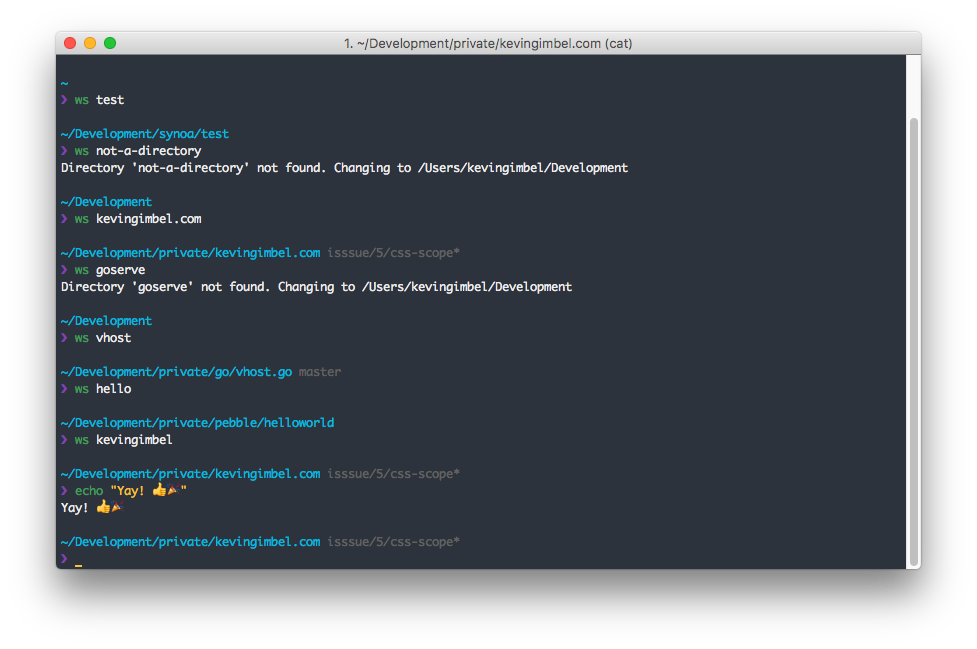 1. ~/Development/private/kevingimbel.com (cat)
~
❯ ws test
~/Development/synoa/test
❯ ws not-a-directory
Directory 'not-a-directory' not found. Changing to /Users/kevingimbel/Development
~/Development
❯ ws kevingimbel.com
~/Development/private/kevingimbel.com isssue/5/css-scope*
❯ ws goserve
Directory 'goserve' not found. Changing to /Users/kevingimbel/Development
~/Development
❯ ws vhost
~/Development/private/go/vhost.go master
❯ ws hello
~/Development/private/pebble/helloworld
❯ ws kevingimbel
~/Development/private/kevingimbel.com isssue/5/css-scope*
❯ echo "Yay! 👍🎉"
Yay! 👍🎉
~/Development/private/kevingimbel.com isssue/5/css-scope*
❯ _